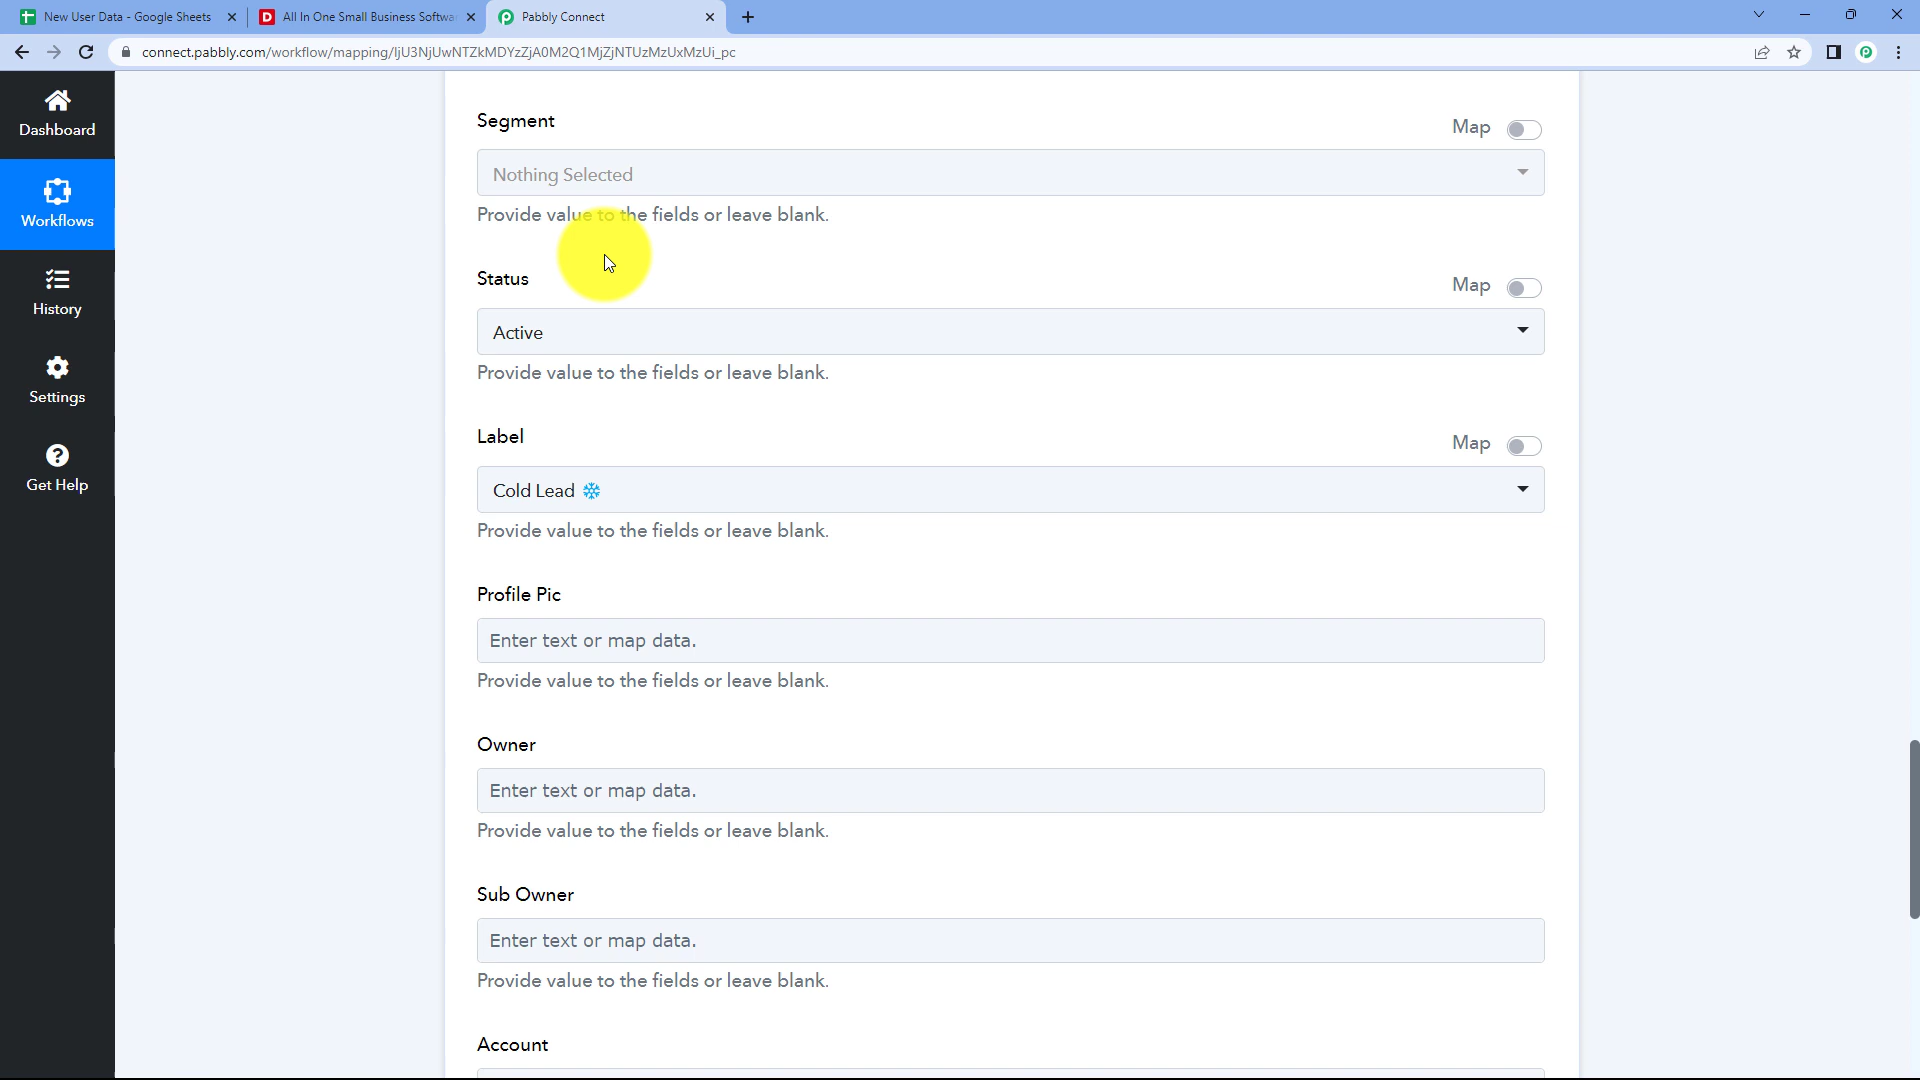 New User Data - Google Sheets
All In One Small Business Softwa
Pabbly Connect
connect.pabbly.com/workflow/mapping/IjU3NjUwNTZkMDYzZjA0M2Q1MjZjNTUzMzUxMzUi_pc
Dashboard
Workflows
History
Settings
Get Help
Segment
Map
Nothing Selected
Provide value to the fields or leave blank.
Status
Map
Active
Provide value to the fields or leave blank.
Label
Map
Cold Lead
Provide value to the fields or leave blank.
Profile Pic
Enter text or map data.
Provide value to the fields or leave blank.
Owner
Enter text or map data.
Provide value to the fields or leave blank.
Sub Owner
Enter text or map data.
Provide value to the fields or leave blank.
Account